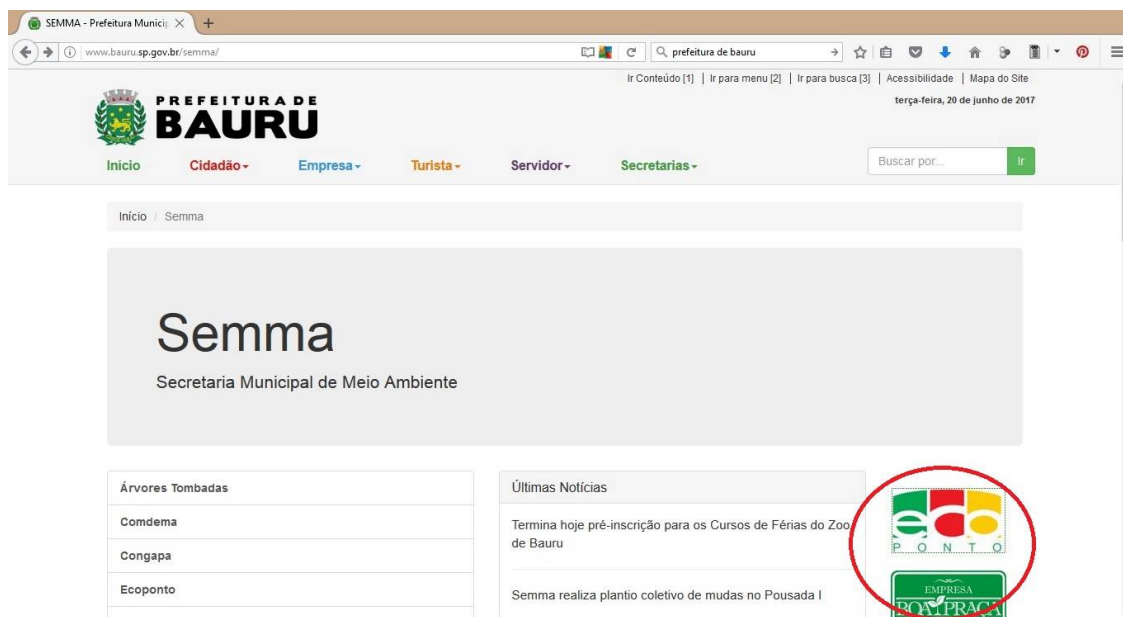 SEMMA - Prefeitura Municip
www.bauru.sp.gov.br/semma/
prefeitura de bauru
Ir Conteúdo [1] | Ir para menu [2] | Ir para busca [3] | Acessibilidade | Mapa do Site
terça-feira, 20 de junho de 2017
PREFEITURA DE
BAURU
Início Cidadão Empresa Turista Servidor Secretarias
Buscar por... Ir
Início / Semma
Semma
Secretaria Municipal de Meio Ambiente
Árvores Tombadas
Comdema
Congapa
Ecoponto
Últimas Notícias
Termina hoje pré-inscrição para os Cursos de Férias do Zoo
de Bauru
Semma realiza plantio coletivo de mudas no Pousada I
eco
PONTO
EMPRESA
BOA PRAÇA